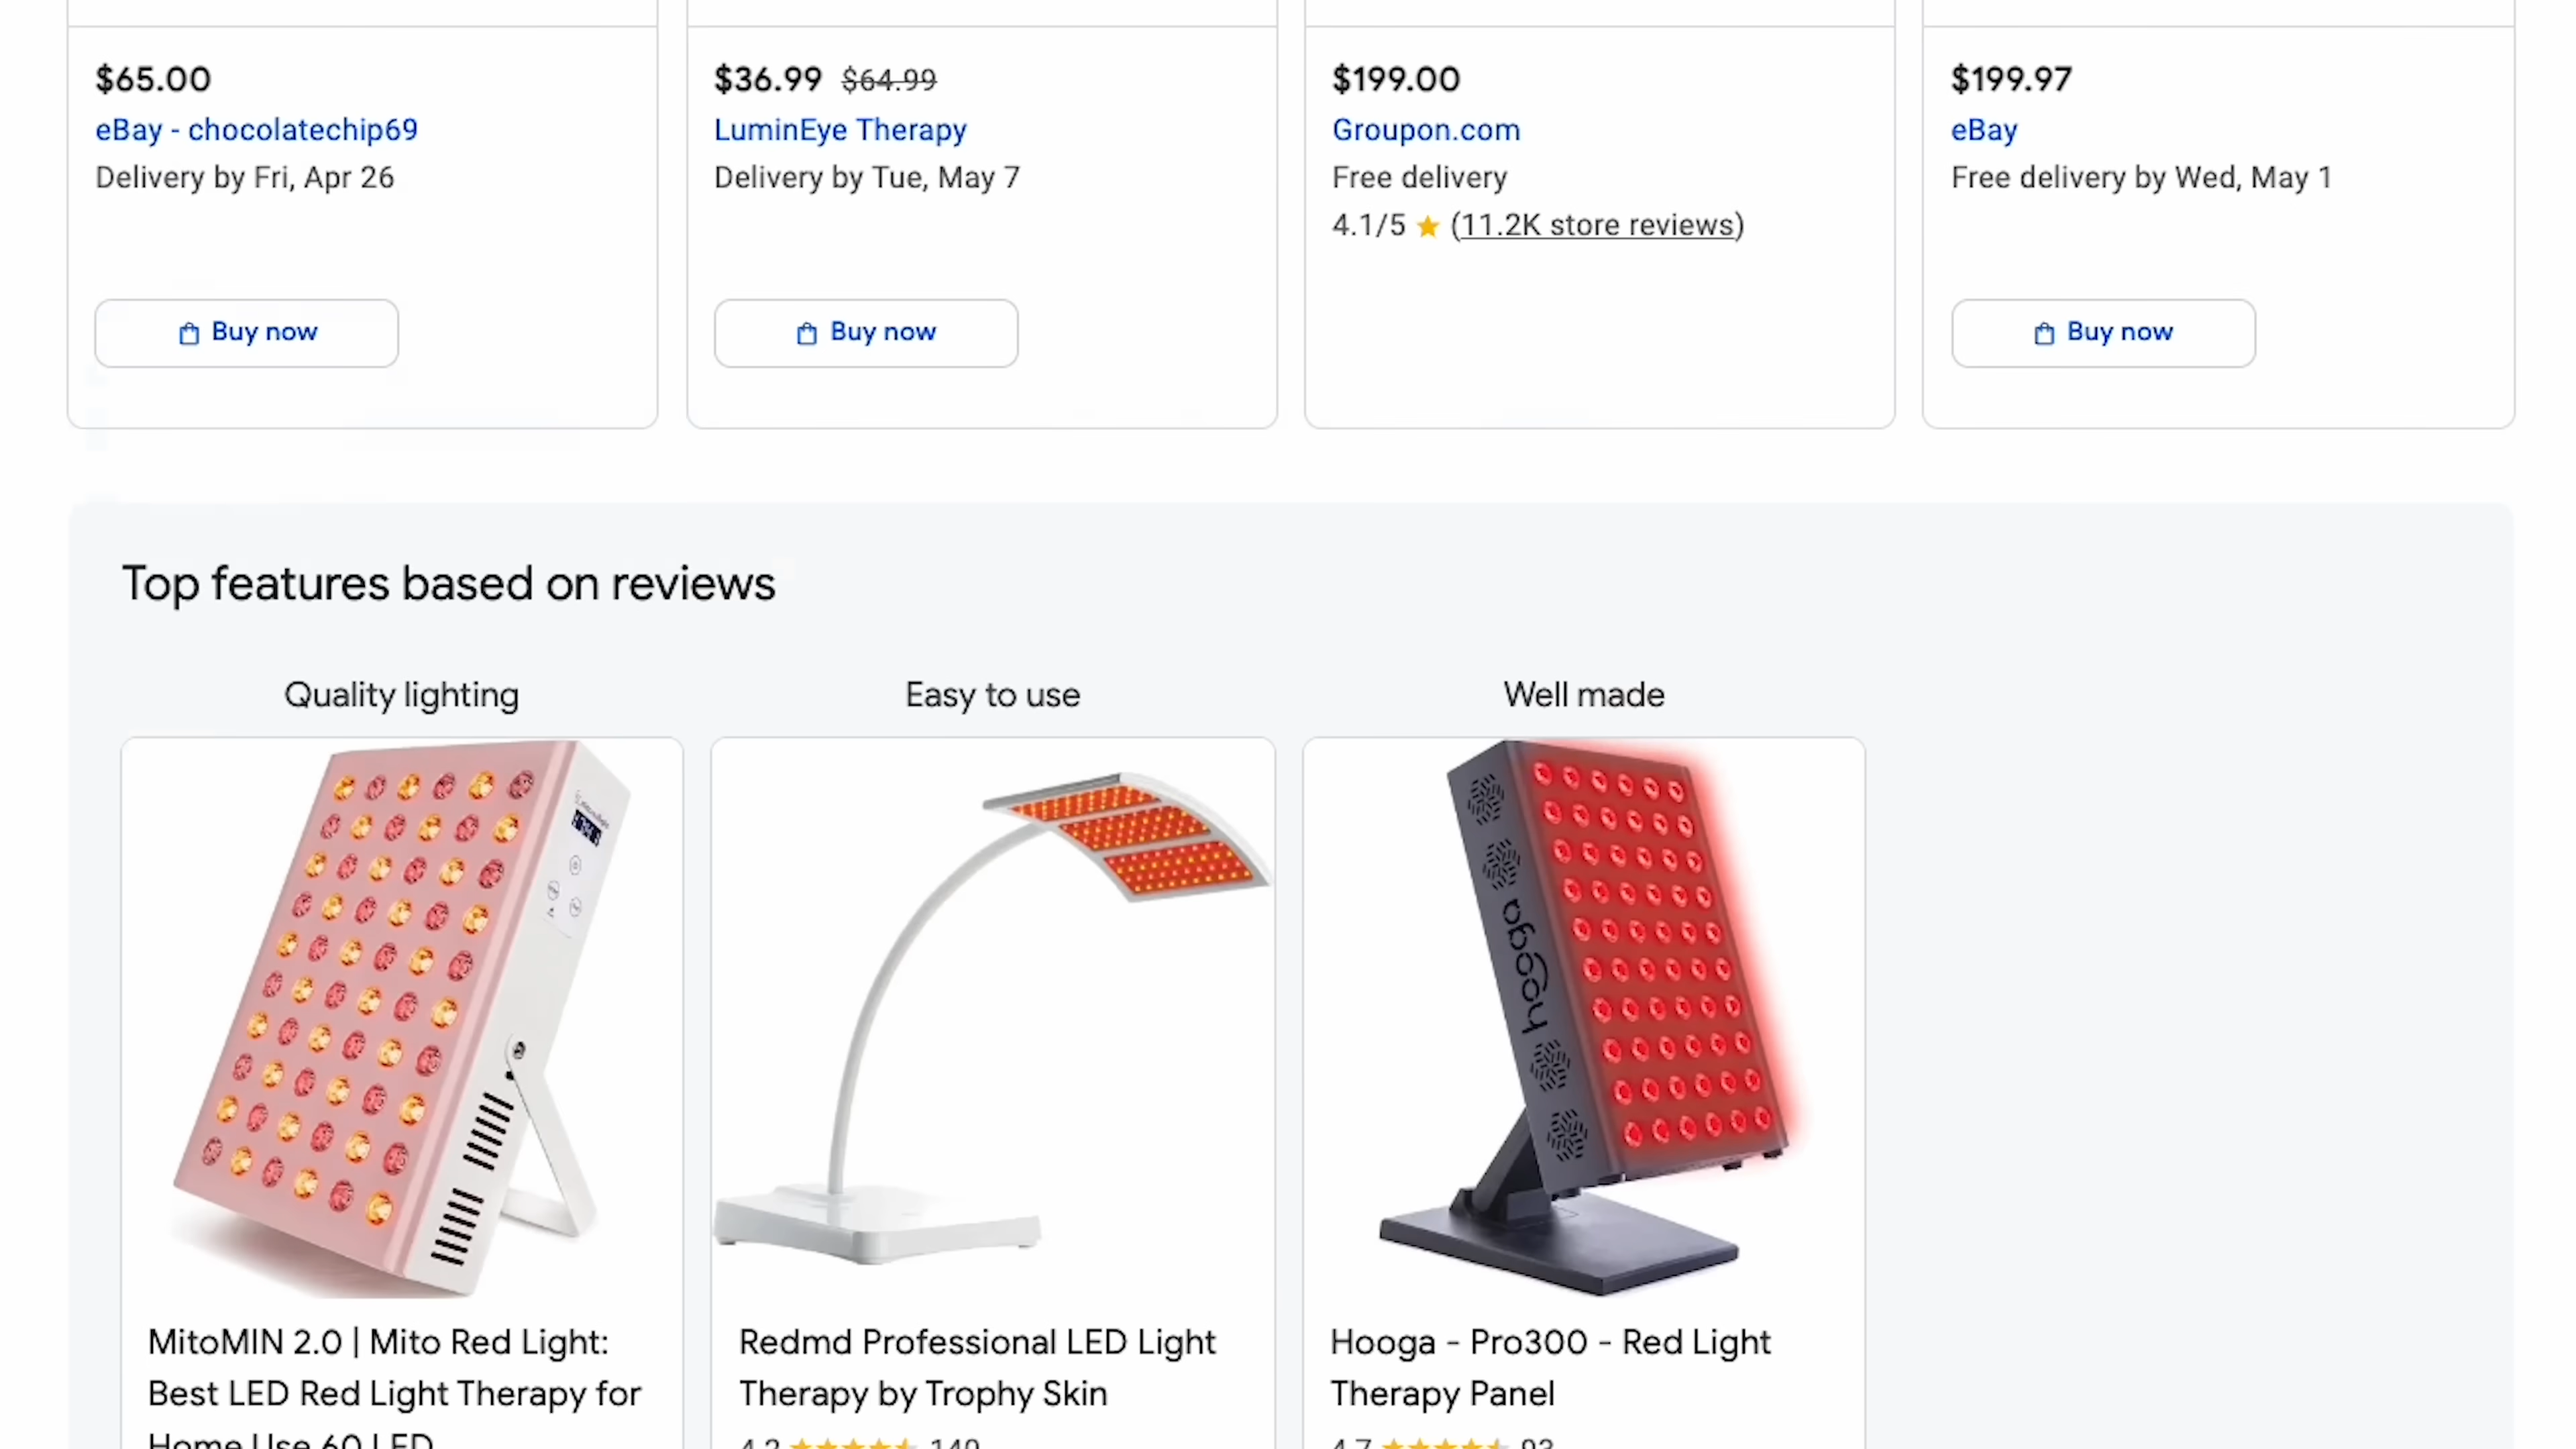 $65.00
eBay - chocolatechip69
Delivery by Fri, Apr 26
Buy now
$36.99 $64.99
LuminEye Therapy
Delivery by Tue, May 7
Buy now
$199.00
Groupon.com
Free delivery
4.1/5 (11.2K store reviews)
$199.97
eBay
Free delivery by Wed, May 1
Buy now
Top features based on reviews
Quality lighting
MitoMIN 2.0 | Mito Red Light:
Best LED Red Light Therapy for
Home Use 60 LED
Easy to use
Redmd Professional LED Light
Therapy by Trophy Skin
Well made
hooga
Hooga - Pro300 - Red Light
Therapy Panel